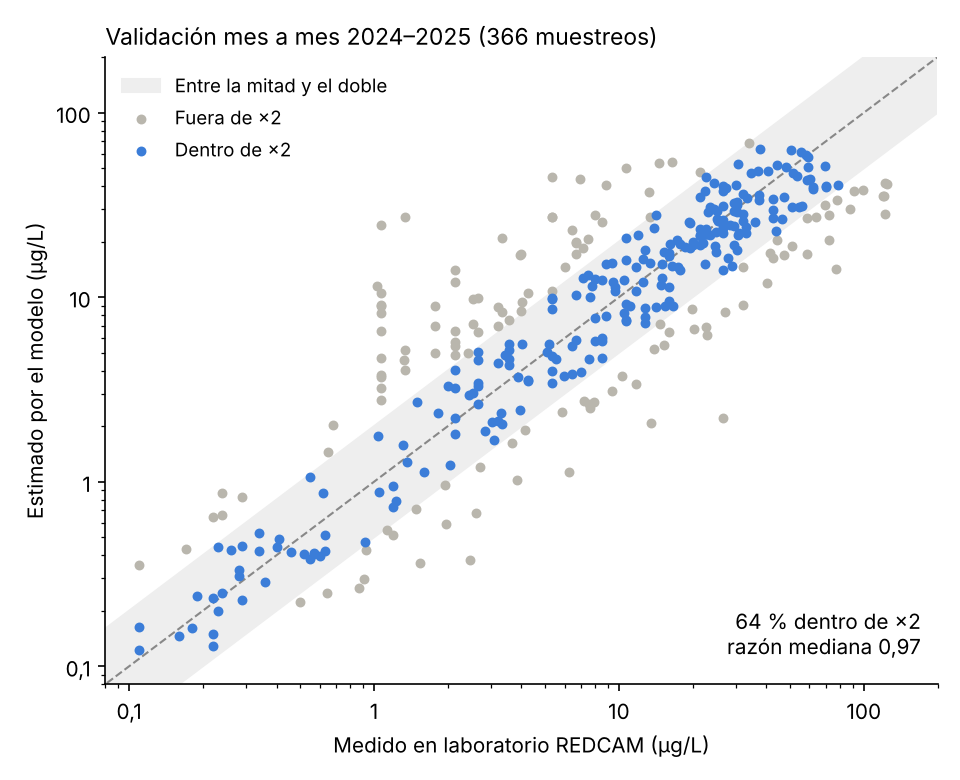 Validación mes a mes 2024–2025 (366 muestreos)
Entre la mitad y el doble
Fuera de ×2
Dentro de ×2
100
10
1
0,1
Estimado por el modelo (µg/L)
64 % dentro de ×2
razón mediana 0,97
0,1
1
10
100
Medido en laboratorio REDCAM (µg/L)